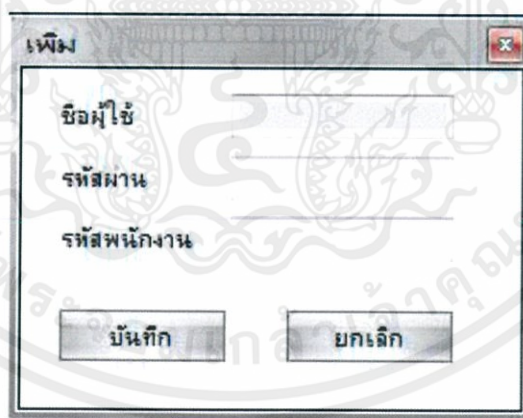 เพิ่ม
ชื่อผู้ใช้
รหัสผ่าน
รหัสพนักงาน
บันทึก ยกเลิก